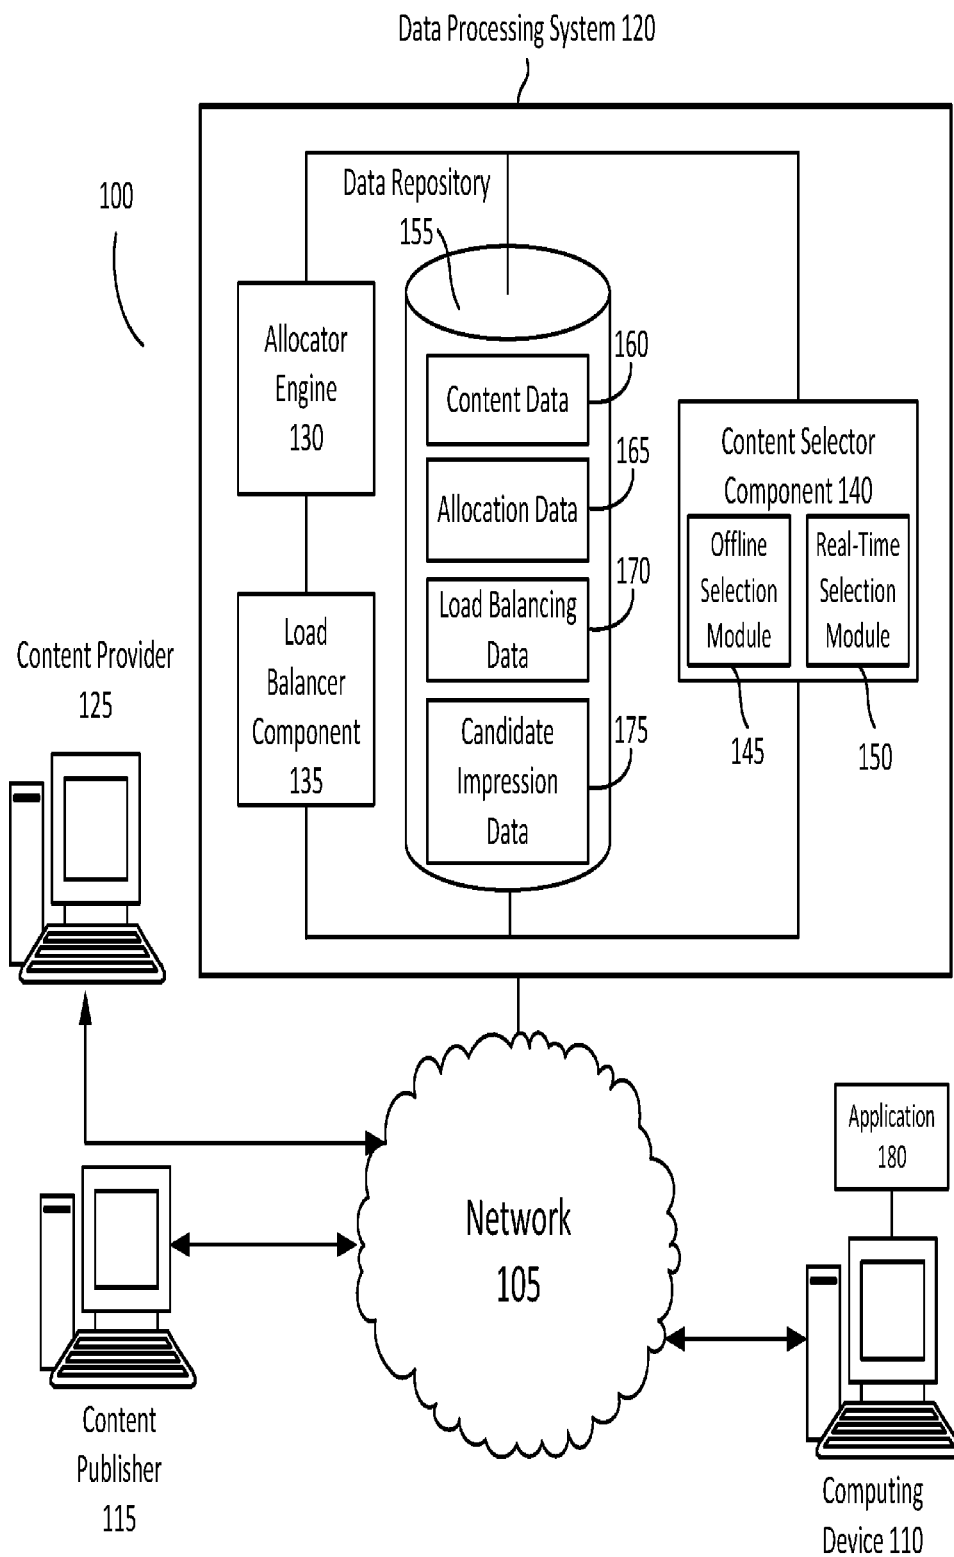 Data Processing System 120
100
Data Repository
155
Allocator
Engine
130
Content Data
160
Allocation Data
165
Load Balancing
Data
170
Candidate
Impression
Data
175
Load
Balancer
Component
135
Content Selector
Component 140
Offline
Selection
Module
Real-Time
Selection
Module
145
150
Content Provider
125
Application
180
Network
105
Content
Publisher
115
Computing
Device 110